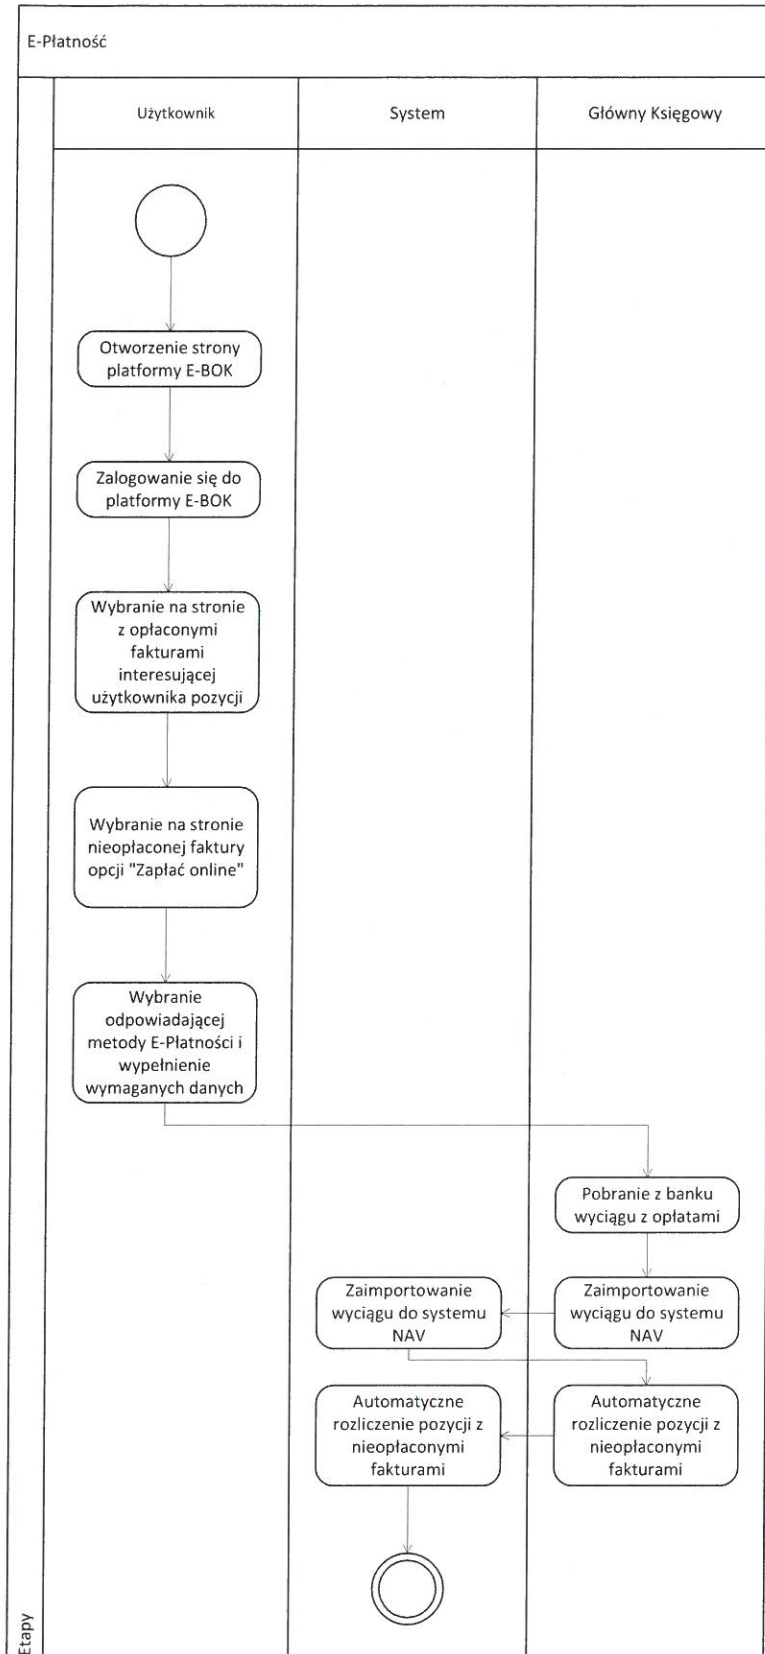 E-Płatność
Użytkownik
System
Główny Księgowy
Otworzenie strony
platformy E-BOK
Zalogowanie się do
platformy E-BOK
Wybranie na stronie
z opłaconymi
fakturami
interesującej
użytkownika pozycji
Wybranie na stronie
nieopłaconej faktury
opcji "Zapłać online"
Wybranie
odpowiadającej
metody E-Płatności i
wypełnienie
wymaganych danych
Pobranie z banku
wyciągu z opłatami
Zaimportowanie
wyciągu do systemu
NAV
Zaimportowanie
wyciągu do systemu
NAV
Automatyczne
rozliczenie pozycji z
nieopłaconymi
fakturami
Automatyczne
rozliczenie pozycji z
nieopłaconymi
fakturami
Etapy